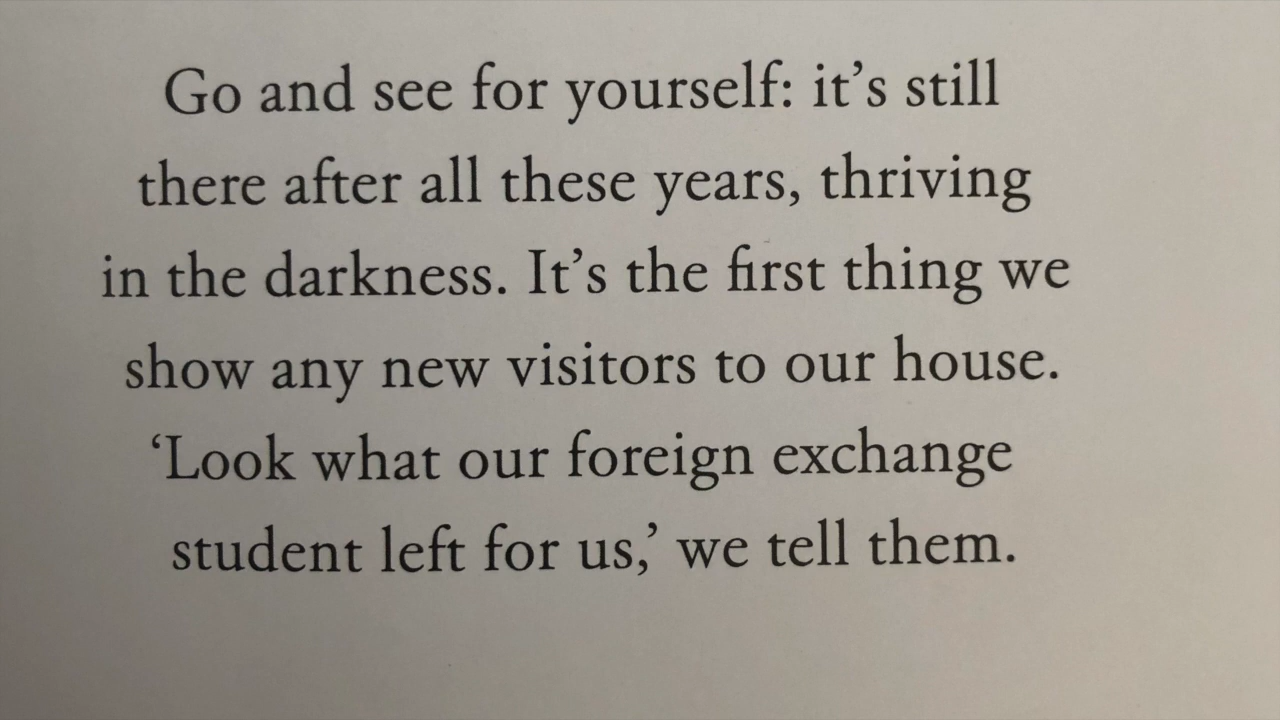 Go and see for yourself: it’s still
there after all these years, thriving
in the darkness. It’s the first thing we
show any new visitors to our house.
‘Look what our foreign exchange
student left for us,’ we tell them.